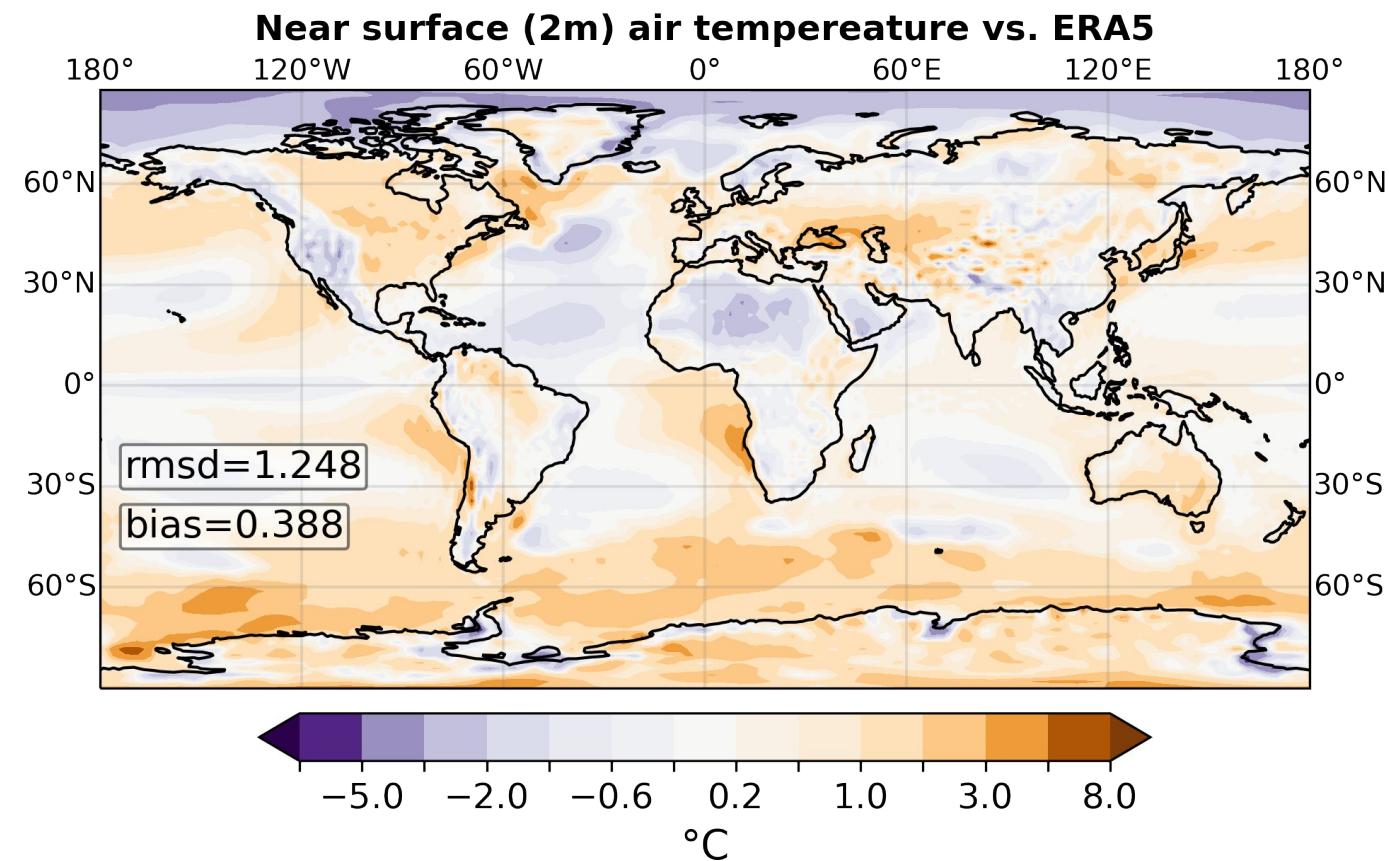 Near surface (2m) air tempereature vs. ERA5
180° 120°W 60°W 0° 60°E 120°E 180°
60°N 60°N
30°N 30°N
0° 0°
rmsd=1.248
30°S 30°S
bias=0.388
60°S 60°S
−5.0 −2.0 −0.6 0.2 1.0 3.0 8.0
°C